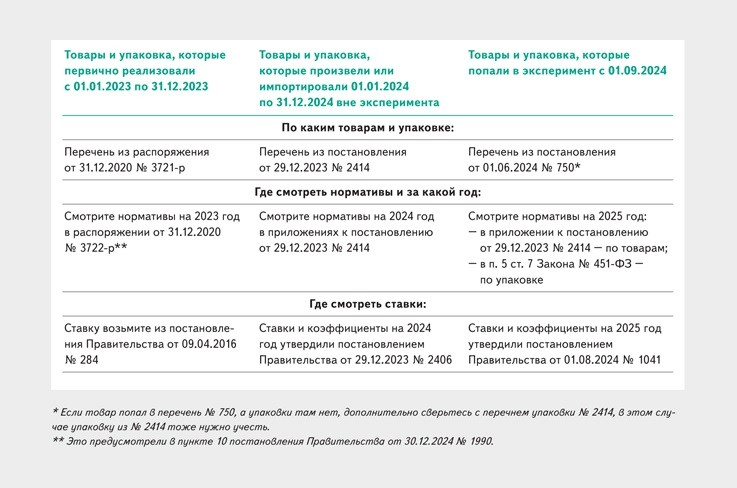 Товары и упаковка, которые
первично реализовали
с 01.01.2023 по 31.12.2023
Товары и упаковка,
которые произвели или
импортировали 01.01.2024
по 31.12.2024 вне эксперимента
Товары и упаковка, которые
попали в эксперимент с 01.09.2024
По каким товарам и упаковке:
Перечень из распоряжения
от 31.12.2020 № 3721-р
Перечень из постановления
от 29.12.2023 № 2414
Перечень из постановления
от 01.06.2024 № 750*
Где смотреть нормативы и за какой год:
Смотрите нормативы на 2023 год
в распоряжении от 31.12.2020
№ 3722-р**
Смотрите нормативы на 2024 год
в приложениях к постановлению
от 29.12.2023 № 2414
Смотрите нормативы на 2025 год:
— в приложении к постановлению
от 29.12.2023 № 2414 — по товарам;
— в п. 5 ст. 7 Закона № 451-ФЗ —
по упаковке
Где смотреть ставки:
Ставку возьмите из постановле-
ния Правительства от 09.04.2016
№ 284
Ставки и коэффициенты на 2024
год утвердили постановлением
Правительства от 29.12.2023 № 2406
Ставки и коэффициенты на 2025 год
утвердили постановлением
Правительства от 01.08.2024 № 1041
* Если товар попал в перечень № 750, а упаковки там нет, дополнительно сверьтесь с перечнем упаковки № 2414, в этом слу-
чае упаковку из № 2414 тоже нужно учесть.
** Это предусмотрели в пункте 10 постановления Правительства от 30.12.2024 № 1990.